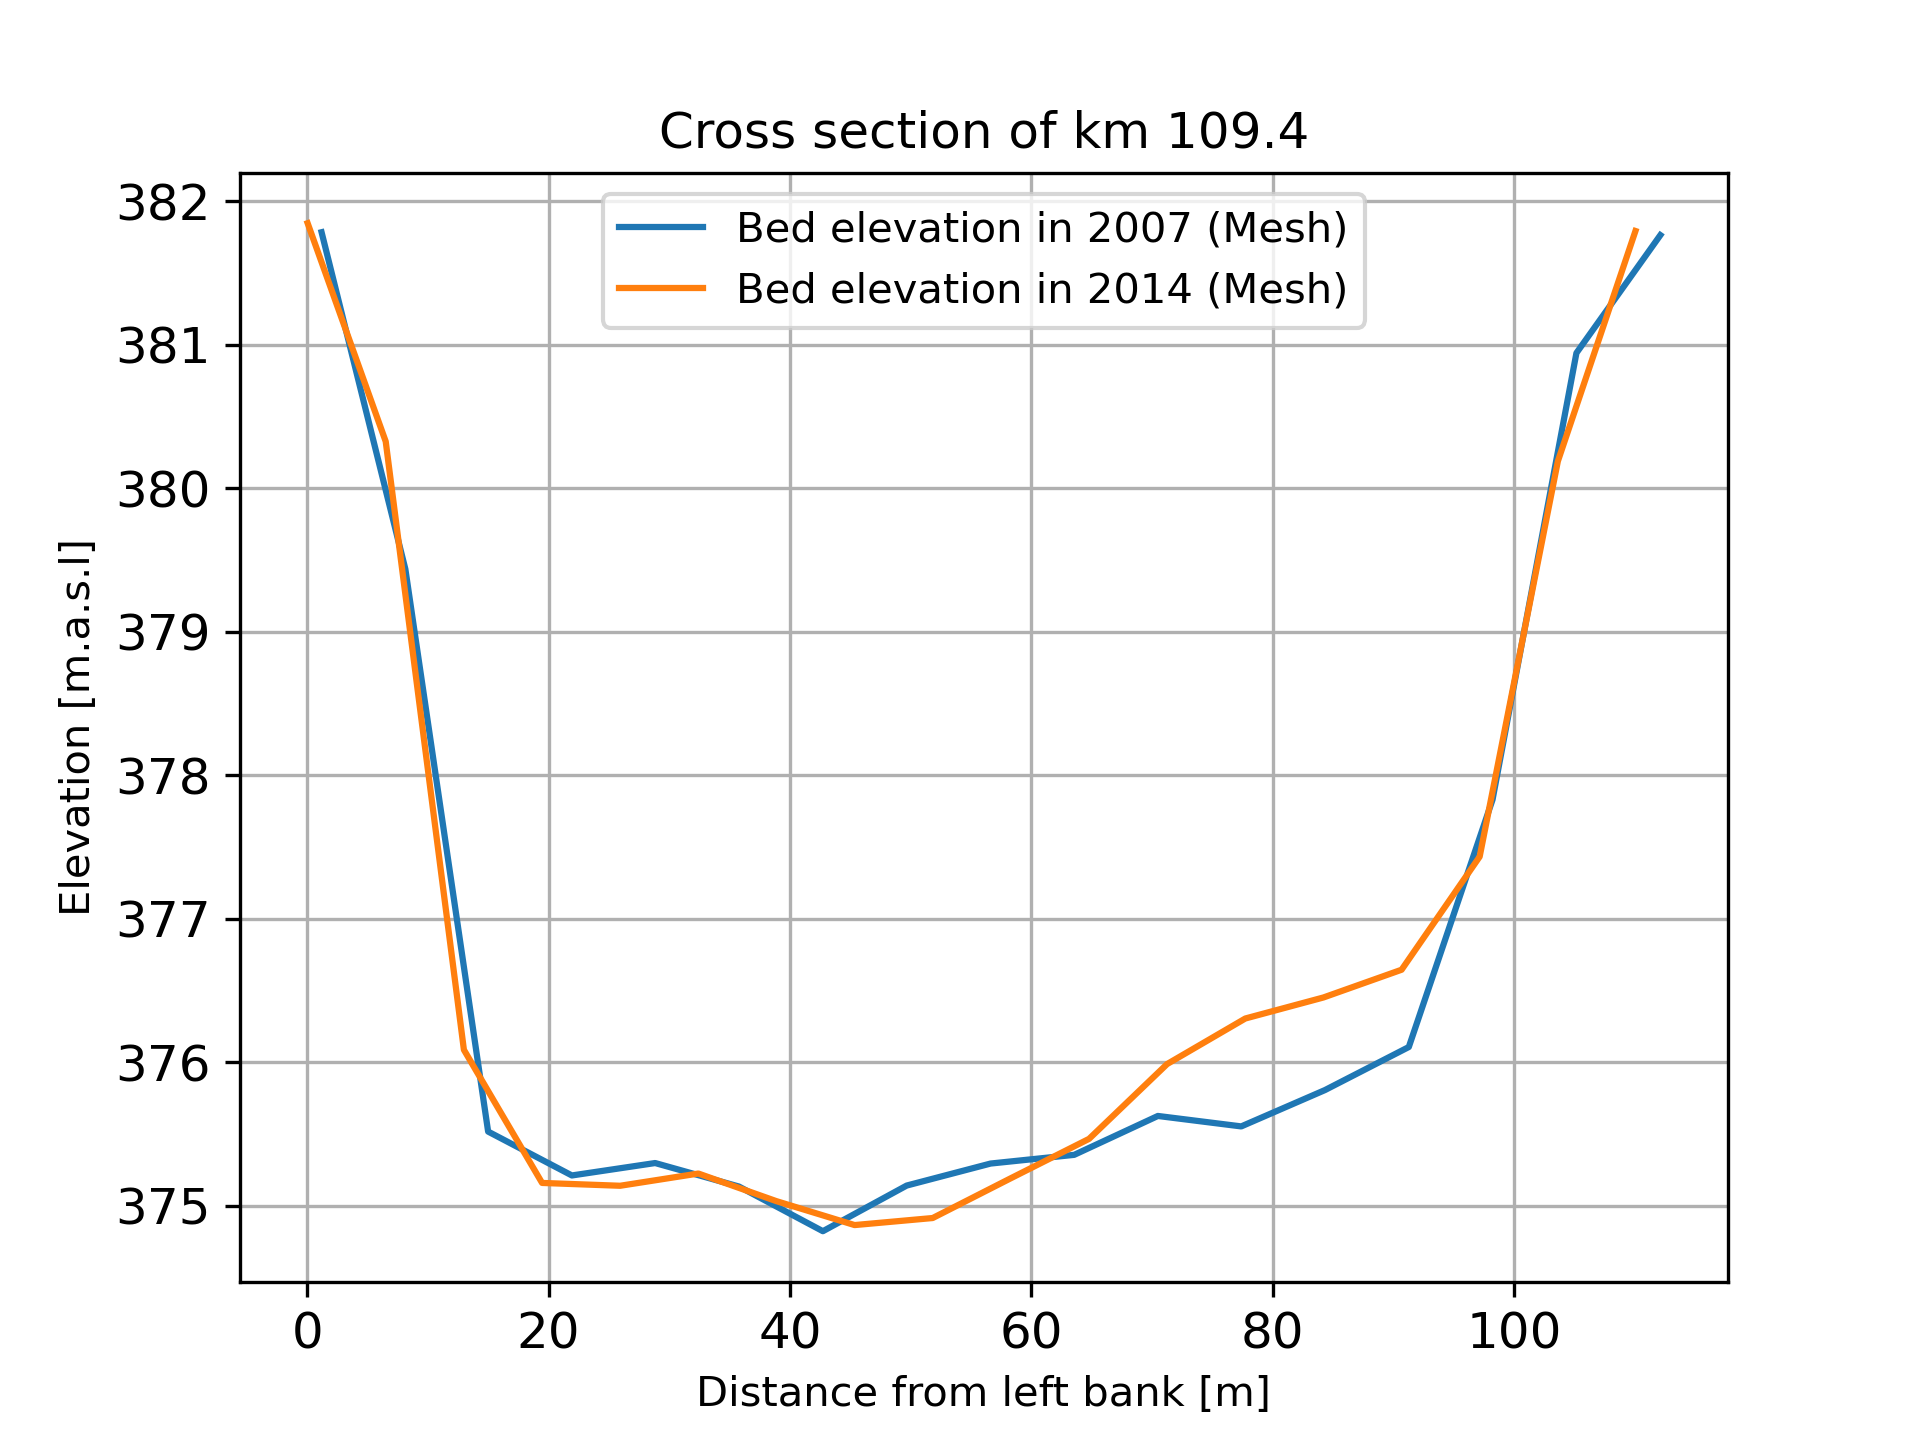 Cross section of km 109.4
Bed elevation in 2007 (Mesh)
Bed elevation in 2014 (Mesh)
Elevation [m.a.s.l]
382
381
380
379
378
377
376
375
0 20 40 60 80 100
Distance from left bank [m]